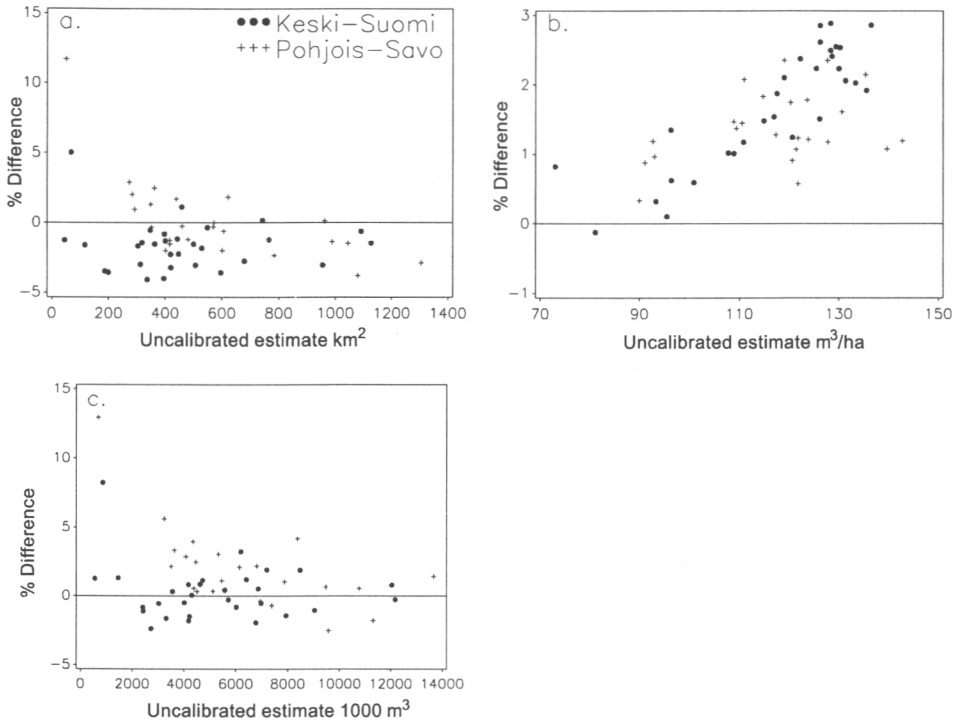 a.
●●● Keski–Suomi
+++ Pohjois–Savo
15
10
5
0
−5
% Difference
0 200 400 600 800 1000 1200 1400
Uncalibrated estimate km²
b.
3
2
1
0
−1
% Difference
70 90 110 130 150
Uncalibrated estimate m³/ha
c.
15
10
5
0
−5
% Difference
0 2000 4000 6000 8000 10000 12000 14000
Uncalibrated estimate 1000 m³